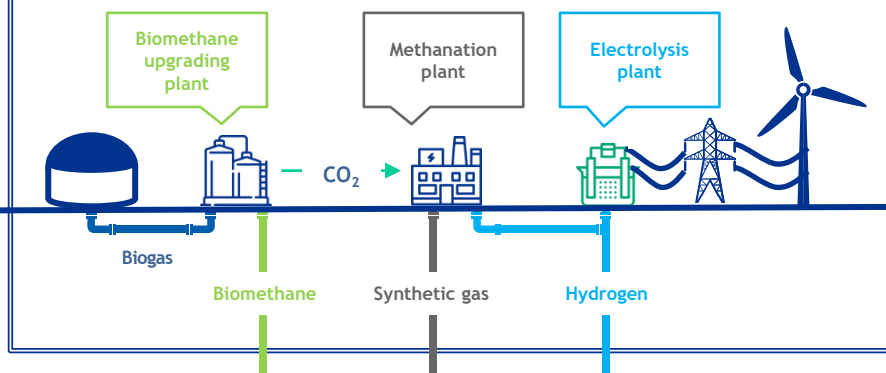 Biomethane
upgrading
plant
Methanation
plant
Electrolysis
plant
CO₂
Biogas
Biomethane
Synthetic gas
Hydrogen